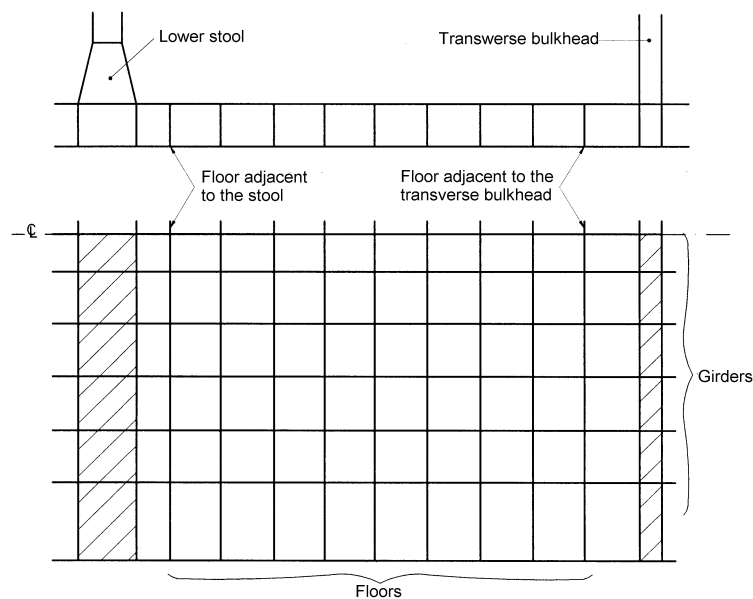 Lower stool
Transwerse bulkhead
Floor adjacent
to the stool
Floor adjacent to the
transverse bulkhead
℄
Girders
Floors